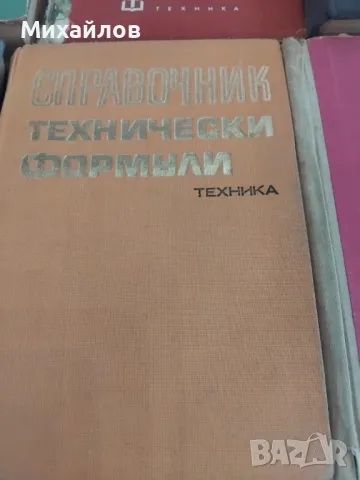 Михайлов
ТЕХНИКА
СПРАВОЧНИК
ТЕХНИЧЕСКИ
ФОРМУЛИ
ТЕХНИКА
BAZAR